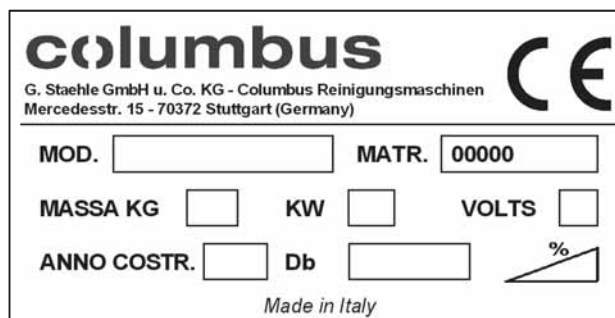 columbus
CE
G. Staehle GmbH u. Co. KG - Columbus Reinigungsmaschinen
Mercedesstr. 15 - 70372 Stuttgart (Germany)
MOD. MATR. 00000
MASSA KG KW VOLTS
ANNO COSTR. Db %
Made in Italy